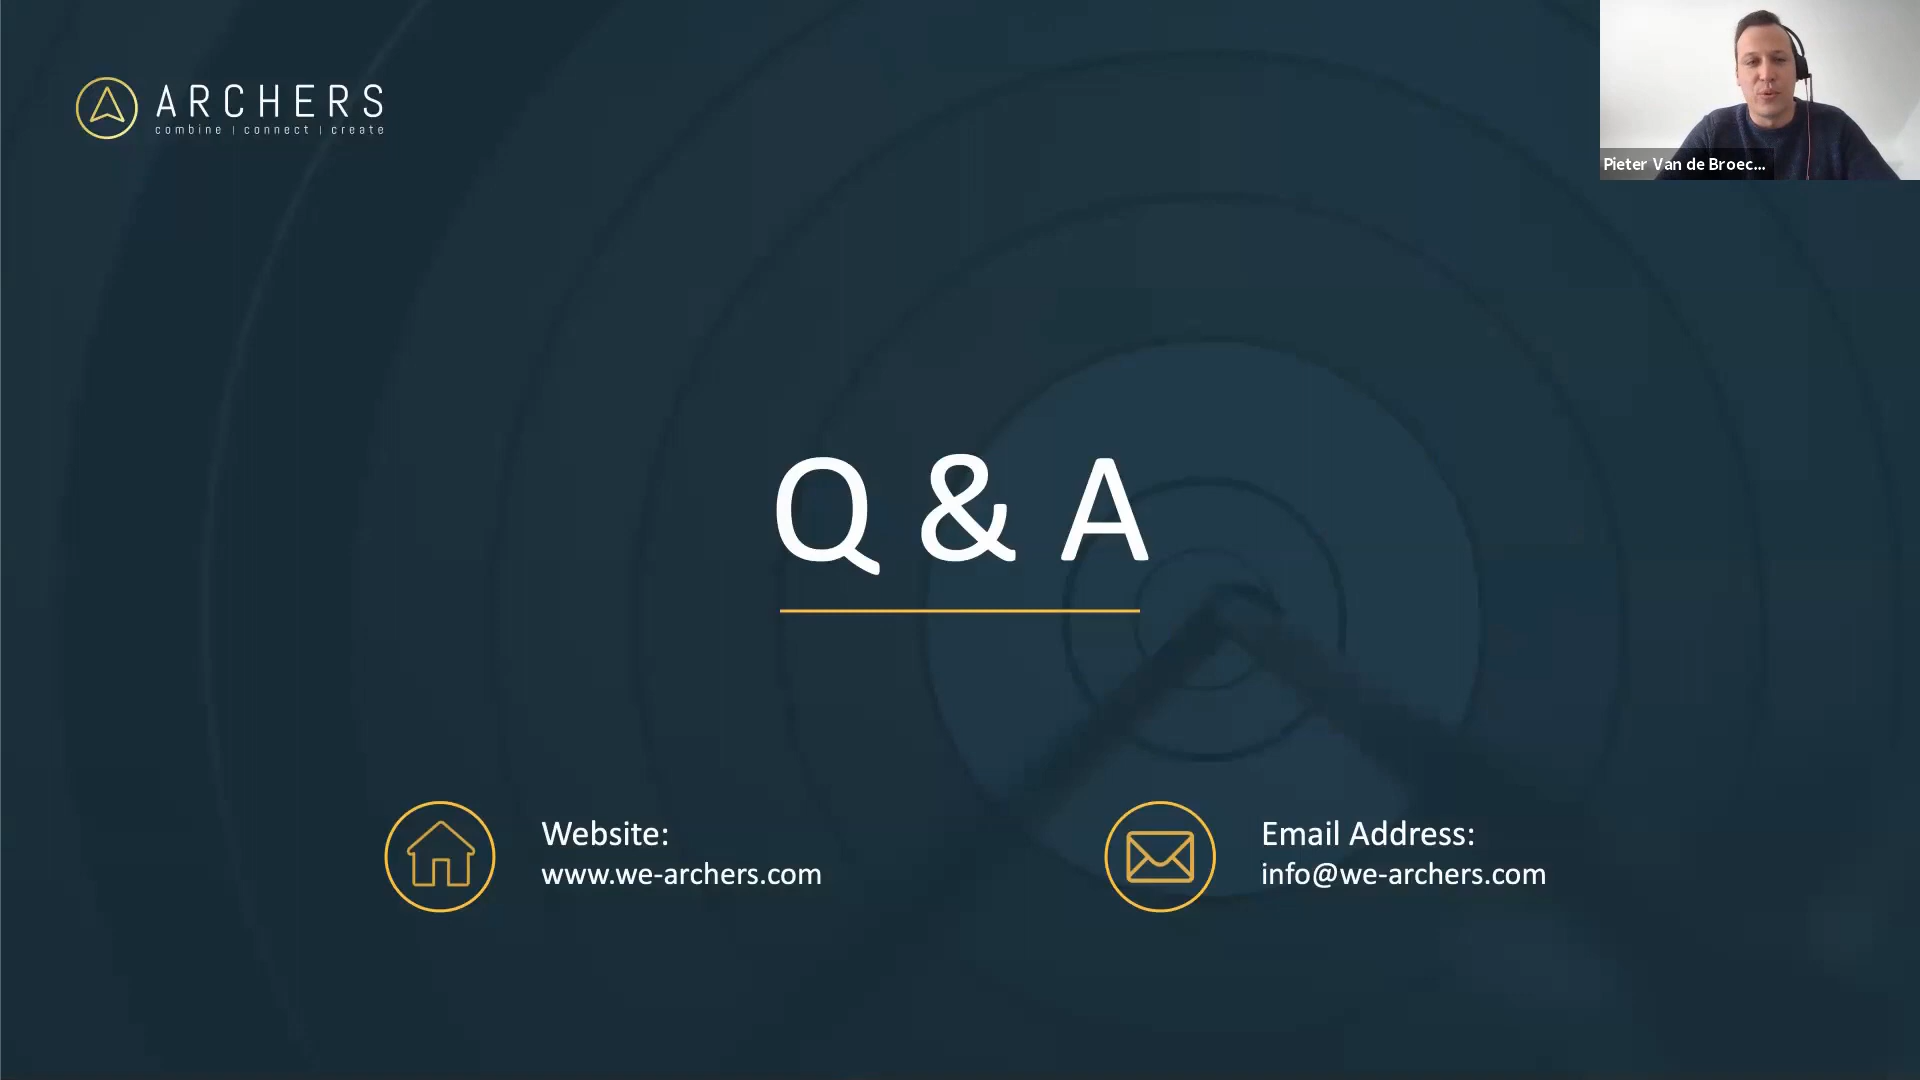 ARCHERS
combine | connect | create
Pieter Van de Broec...
Q & A
Website:
www.we-archers.com
Email Address:
info@we-archers.com